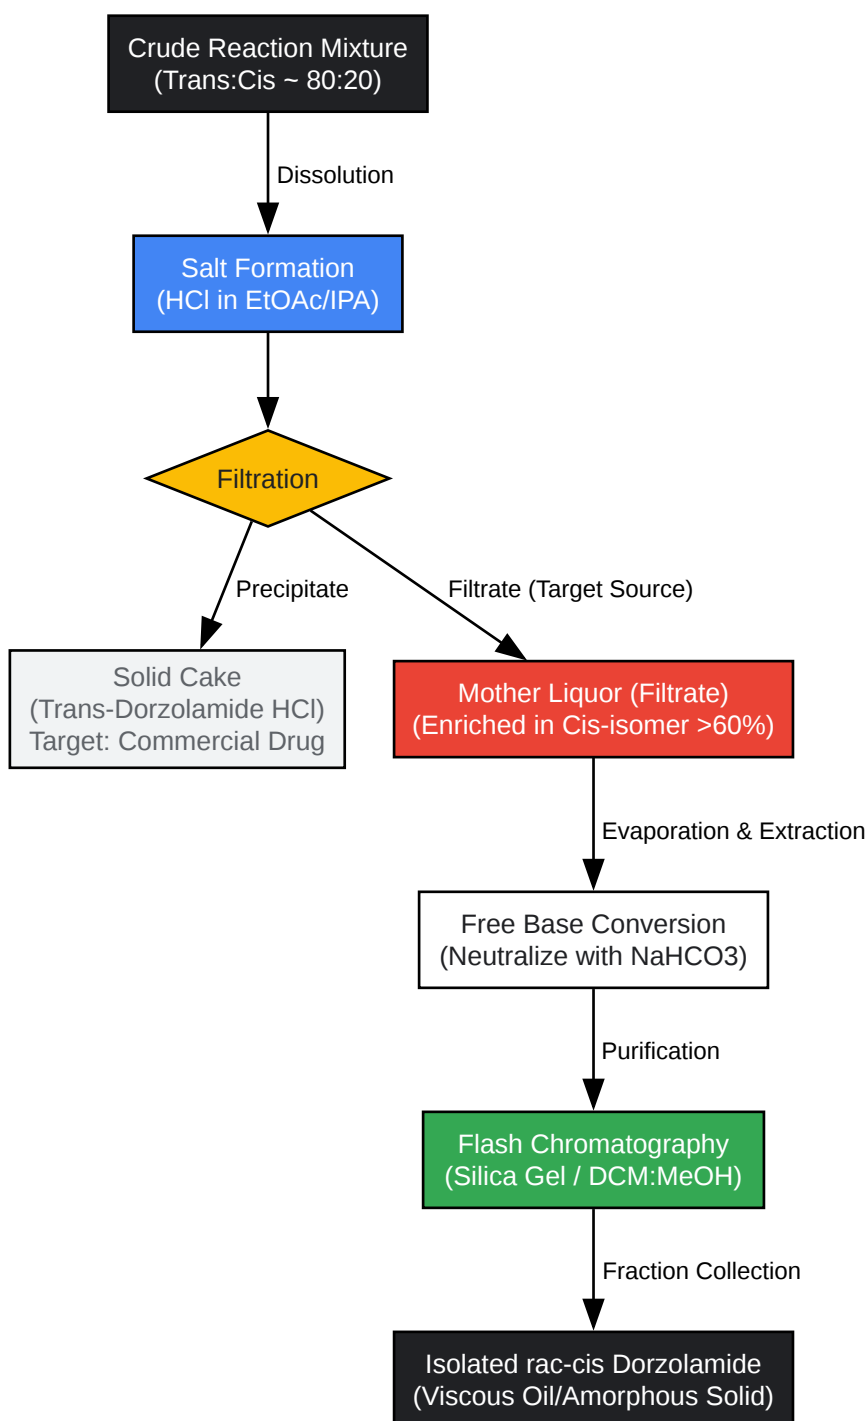 Crude Reaction Mixture
(Trans:Cis ~ 80:20)
Dissolution
Salt Formation
(HCl in EtOAc/IPA)
Filtration
Precipitate
Filtrate (Target Source)
Solid Cake
(Trans-Dorzolamide HCl)
Target: Commercial Drug
Mother Liquor (Filtrate)
(Enriched in Cis-isomer >60%)
Evaporation & Extraction
Free Base Conversion
(Neutralize with NaHCO3)
Purification
Flash Chromatography
(Silica Gel / DCM:MeOH)
Fraction Collection
Isolated rac-cis Dorzolamide
(Viscous Oil/Amorphous Solid)